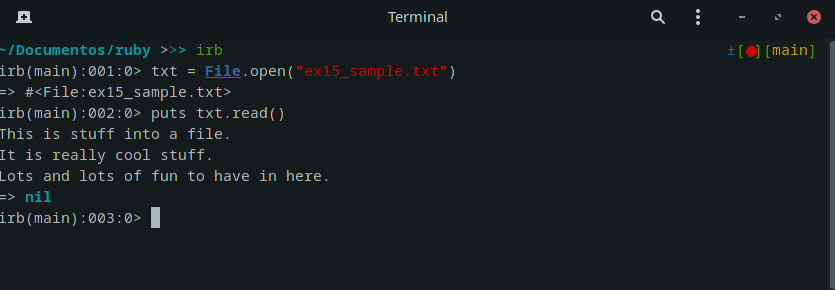 Terminal
~/Documentos/ruby >>> irb ±[●][main]
irb(main):001:0> txt = File.open("ex15_sample.txt")
=> #<File:ex15_sample.txt>
irb(main):002:0> puts txt.read()
This is stuff into a file.
It is really cool stuff.
Lots and lots of fun to have in here.
=> nil
irb(main):003:0>